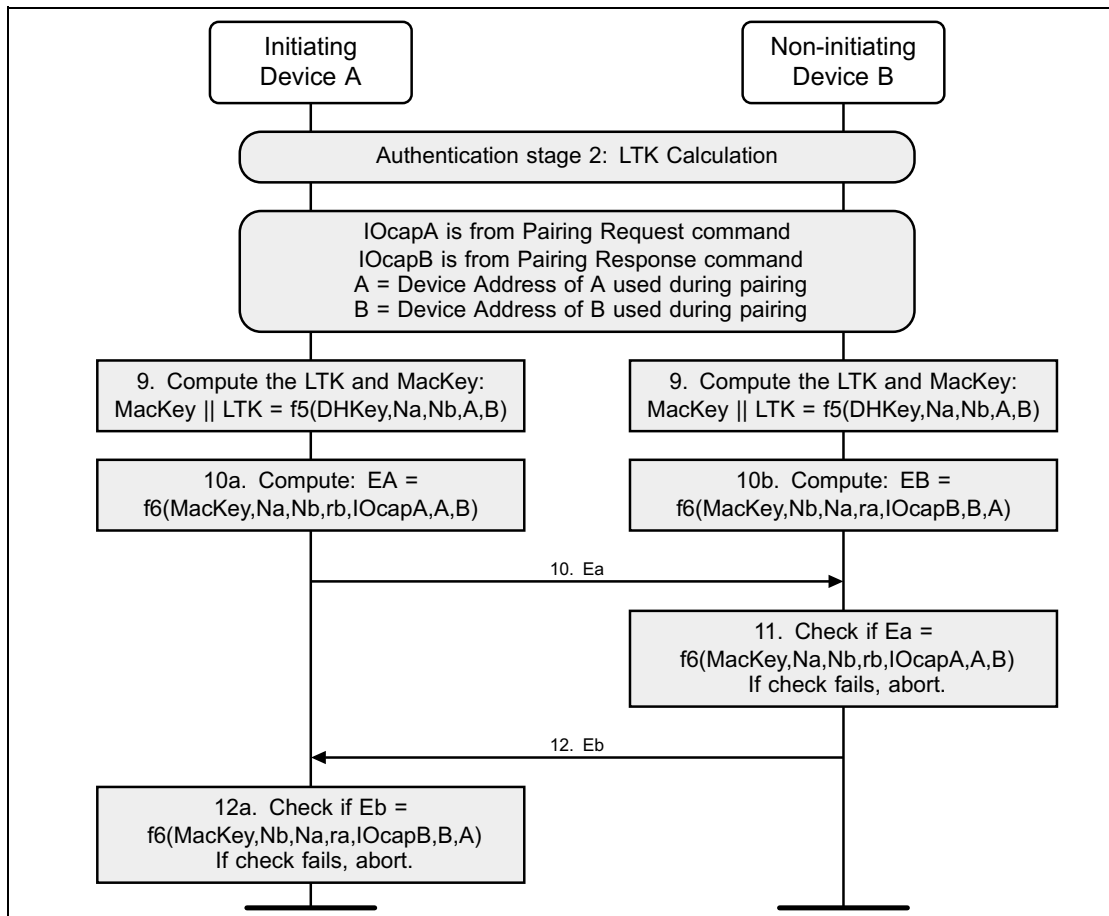 Initiating
Device A
Non-initiating
Device B
Authentication stage 2: LTK Calculation
IOcapA is from Pairing Request command
IOcapB is from Pairing Response command
A = Device Address of A used during pairing
B = Device Address of B used during pairing
9. Compute the LTK and MacKey:
MacKey || LTK = f5(DHKey,Na,Nb,A,B)
9. Compute the LTK and MacKey:
MacKey || LTK = f5(DHKey,Na,Nb,A,B)
10a. Compute: EA =
f6(MacKey,Na,Nb,rb,IOcapA,A,B)
10b. Compute: EB =
f6(MacKey,Nb,Na,ra,IOcapB,B,A)
10. Ea
11. Check if Ea =
f6(MacKey,Na,Nb,rb,IOcapA,A,B)
If check fails, abort.
12. Eb
12a. Check if Eb =
f6(MacKey,Nb,Na,ra,IOcapB,B,A)
If check fails, abort.